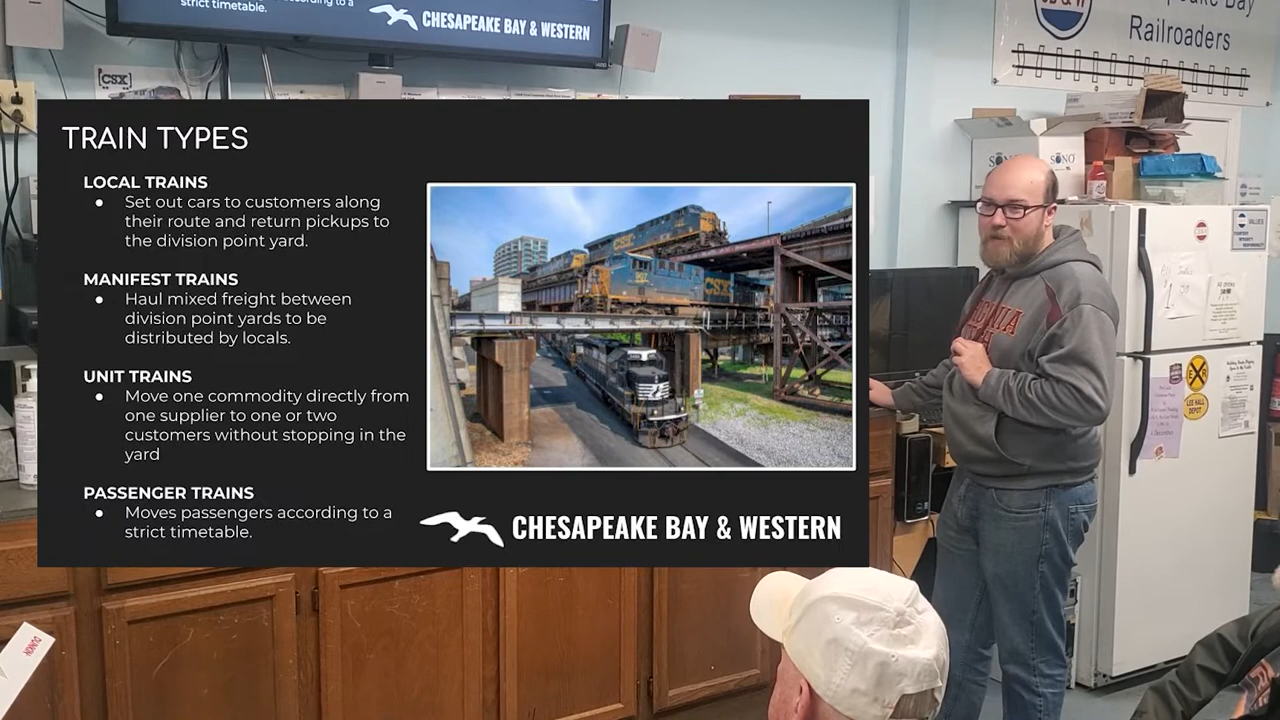 strict timetable.
CHESAPEAKE BAY & WESTERN
CSX
Bay
Railroaders
TRAIN TYPES
LOCAL TRAINS
● Set out cars to customers along
their route and return pickups to
the division point yard.
MANIFEST TRAINS
● Haul mixed freight between
division point yards to be
distributed by locals.
UNIT TRAINS
● Move one commodity directly from
one supplier to one or two
customers without stopping in the
yard
PASSENGER TRAINS
● Moves passengers according to a
strict timetable.
CSX
CSX
CHESAPEAKE BAY & WESTERN
SONO
VALUES
LEE HALL
DEPOT